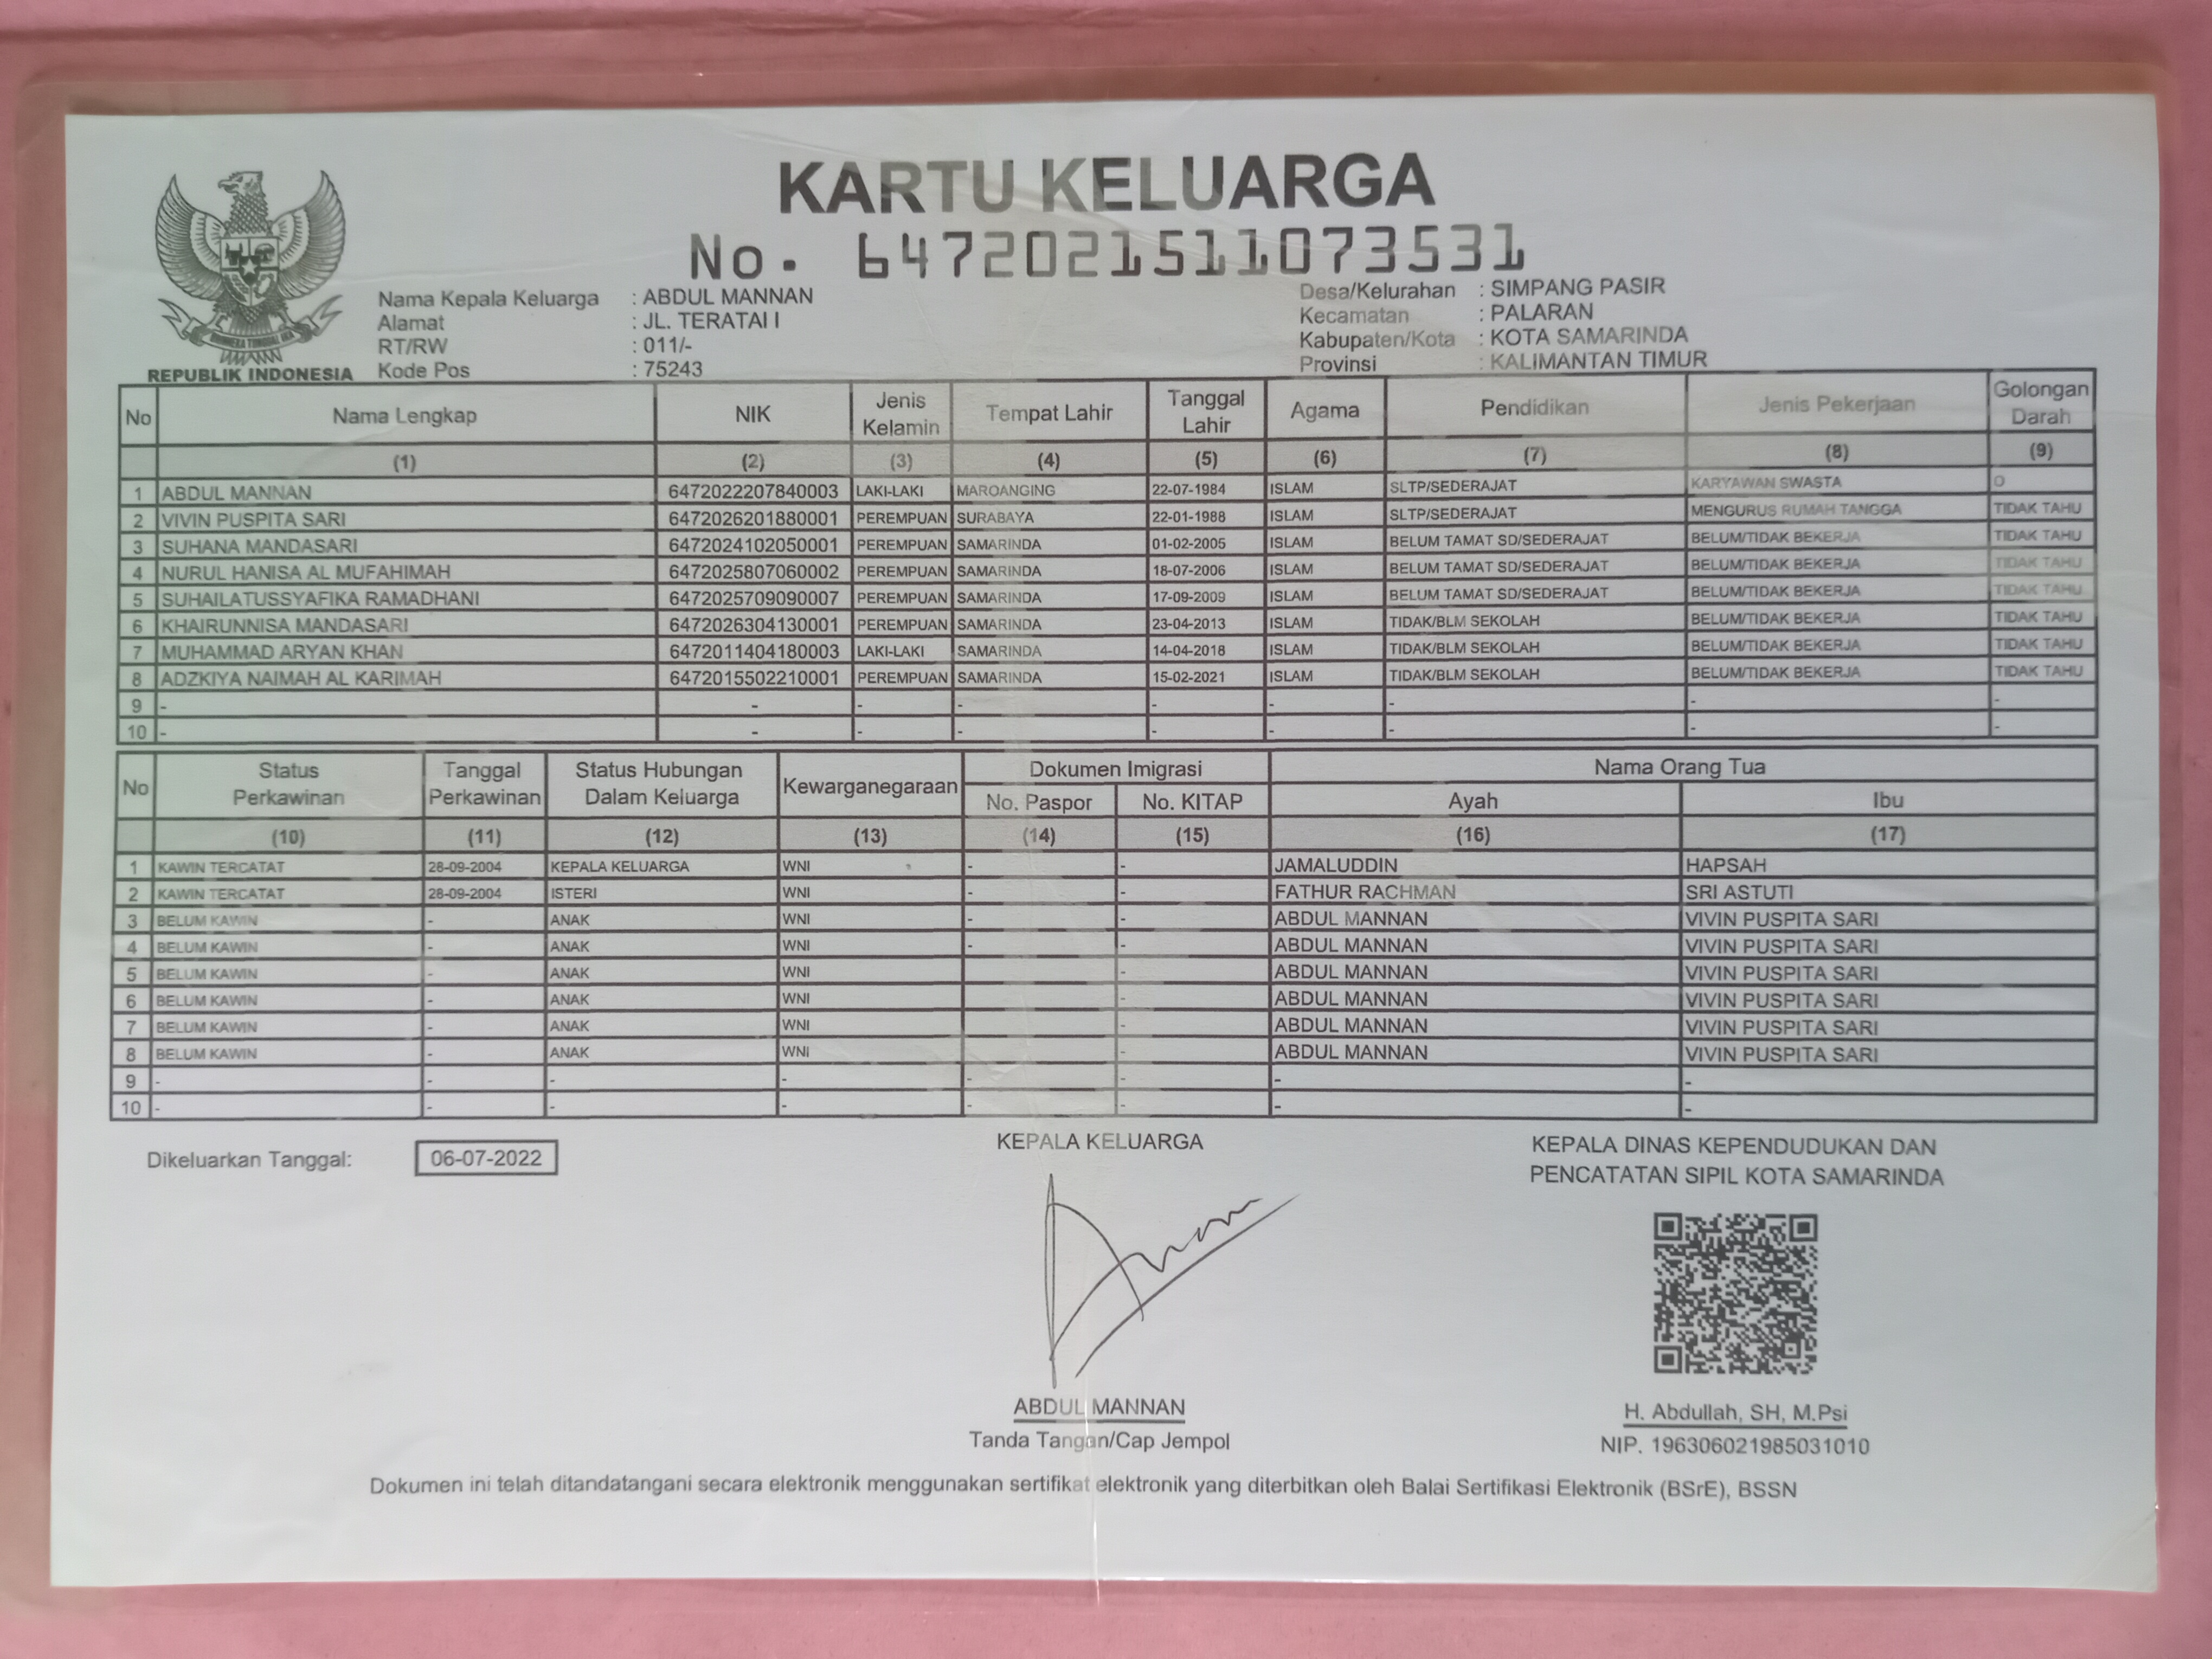 KARTU KELUARGA
No. 6472021511073531
Nama Kepala Keluarga : ABDUL MANNAN
Alamat : JL. TERATAI I
RT/RW : 011/-
Kode Pos : 75243
Desa/Kelurahan : SIMPANG PASIR
Kecamatan : PALARAN
Kabupaten/Kota : KOTA SAMARINDA
Provinsi : KALIMANTAN TIMUR
BHINNEKA TUNGGAL IKA
REPUBLIK INDONESIA
No Nama Lengkap NIK Jenis Kelamin Tempat Lahir Tanggal Lahir Agama Pendidikan Jenis Pekerjaan Golongan Darah
(1) (2) (3) (4) (5) (6) (7) (8) (9)
1 ABDUL MANNAN 6472022207840003 LAKI-LAKI MAROANGING 22-07-1984 ISLAM SLTP/SEDERAJAT KARYAWAN SWASTA O
2 VIVIN PUSPITA SARI 6472026201880001 PEREMPUAN SURABAYA 22-01-1988 ISLAM SLTP/SEDERAJAT MENGURUS RUMAH TANGGA TIDAK TAHU
3 SUHANA MANDASARI 6472024102050001 PEREMPUAN SAMARINDA 01-02-2005 ISLAM BELUM TAMAT SD/SEDERAJAT BELUM/TIDAK BEKERJA TIDAK TAHU
4 NURUL HANISA AL MUFAHIMAH 6472025807060002 PEREMPUAN SAMARINDA 18-07-2006 ISLAM BELUM TAMAT SD/SEDERAJAT BELUM/TIDAK BEKERJA TIDAK TAHU
5 SUHAILATUSSYAFIKA RAMADHANI 6472025709090007 PEREMPUAN SAMARINDA 17-09-2009 ISLAM BELUM TAMAT SD/SEDERAJAT BELUM/TIDAK BEKERJA TIDAK TAHU
6 KHAIRUNNISA MANDASARI 6472026304130001 PEREMPUAN SAMARINDA 23-04-2013 ISLAM TIDAK/BLM SEKOLAH BELUM/TIDAK BEKERJA TIDAK TAHU
7 MUHAMMAD ARYAN KHAN 6472011404180003 LAKI-LAKI SAMARINDA 14-04-2018 ISLAM TIDAK/BLM SEKOLAH BELUM/TIDAK BEKERJA TIDAK TAHU
8 ADZKIYA NAIMAH AL KARIMAH 6472015502210001 PEREMPUAN SAMARINDA 15-02-2021 ISLAM TIDAK/BLM SEKOLAH BELUM/TIDAK BEKERJA TIDAK TAHU
9 - - - - - - - - -
10 - - - - - - - - -
No Status Perkawinan Tanggal Perkawinan Status Hubungan Dalam Keluarga Kewarganegaraan Dokumen Imigrasi Nama Orang Tua
No. Paspor No. KITAP Ayah Ibu
(10) (11) (12) (13) (14) (15) (16) (17)
1 KAWIN TERCATAT 28-09-2004 KEPALA KELUARGA WNI - - JAMALUDDIN HAPSAH
2 KAWIN TERCATAT 28-09-2004 ISTERI WNI - - FATHUR RACHMAN SRI ASTUTI
3 BELUM KAWIN - ANAK WNI - - ABDUL MANNAN VIVIN PUSPITA SARI
4 BELUM KAWIN - ANAK WNI - - ABDUL MANNAN VIVIN PUSPITA SARI
5 BELUM KAWIN - ANAK WNI - ABDUL MANNAN VIVIN PUSPITA SARI
6 BELUM KAWIN - ANAK WNI - ABDUL MANNAN VIVIN PUSPITA SARI
7 BELUM KAWIN - ANAK WNI - ABDUL MANNAN VIVIN PUSPITA SARI
8 BELUM KAWIN - ANAK WNI - ABDUL MANNAN VIVIN PUSPITA SARI
9 - - - - - - - -
10 - - - - - - - -
Dikeluarkan Tanggal: 06-07-2022
KEPALA KELUARGA
ABDUL MANNAN
Tanda Tangan/Cap Jempol
KEPALA DINAS KEPENDUDUKAN DAN
PENCATATAN SIPIL KOTA SAMARINDA
H. Abdullah, SH, M.Psi
NIP. 196306021985031010
Dokumen ini telah ditandatangani secara elektronik menggunakan sertifikat elektronik yang diterbitkan oleh Balai Sertifikasi Elektronik (BSrE), BSSN